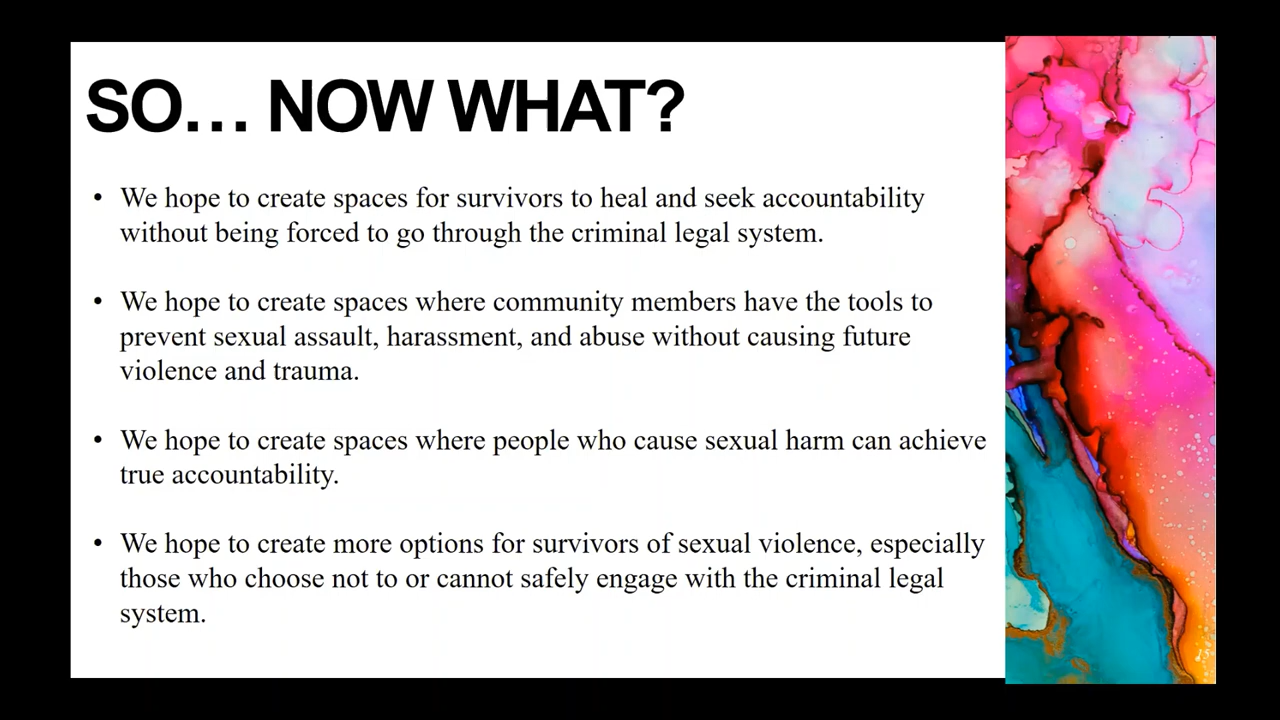 SO… NOW WHAT?
• We hope to create spaces for survivors to heal and seek accountability
without being forced to go through the criminal legal system.
• We hope to create spaces where community members have the tools to
prevent sexual assault, harassment, and abuse without causing future
violence and trauma.
• We hope to create spaces where people who cause sexual harm can achieve
true accountability.
• We hope to create more options for survivors of sexual violence, especially
those who choose not to or cannot safely engage with the criminal legal
system.